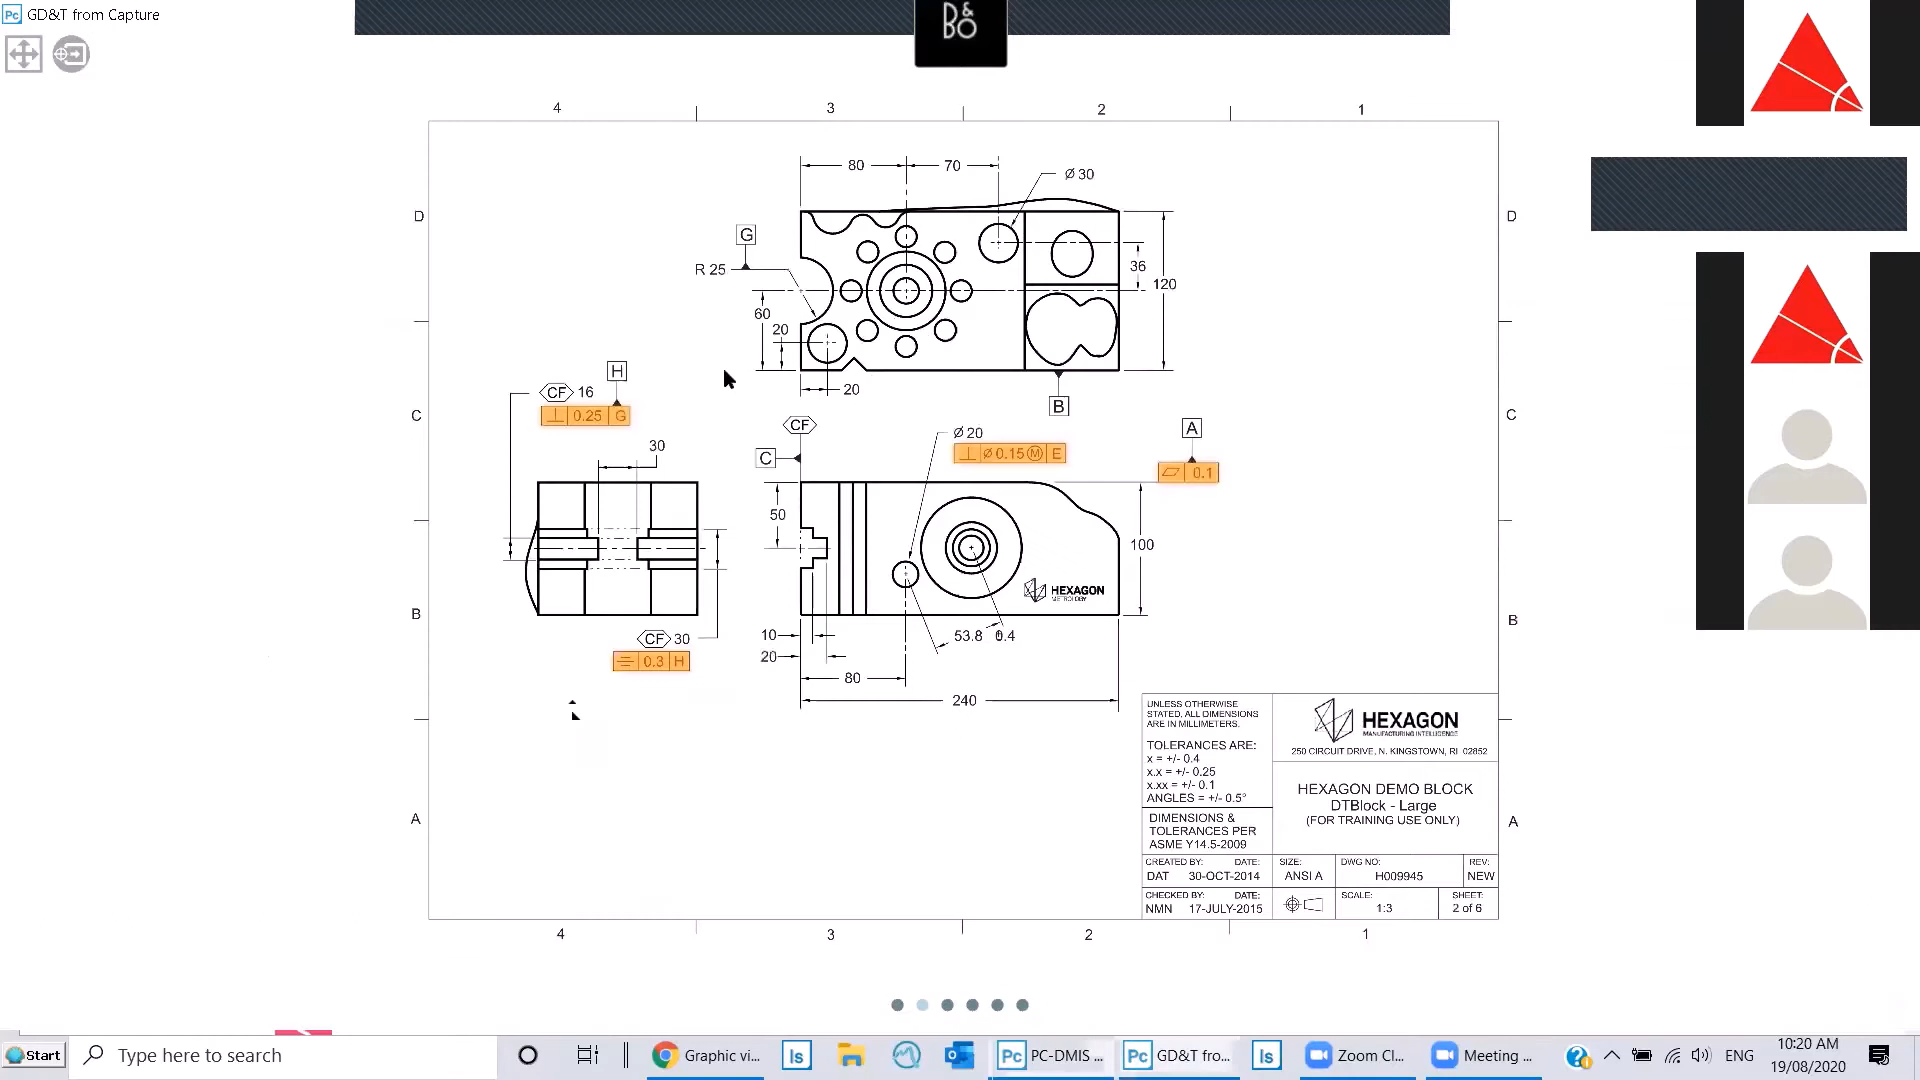 GD&T from Capture
B&O
4
3
2
1
D
D
80
70
Ø 30
G
R 25
36
120
60
20
20
B
H
CF 16
⊥ 0.25 G
C
C
CF
C
Ø 20
⊥ Ø 0.15 Ⓜ E
A
⏥ 0.1
30
50
100
HEXAGON
METROLOGY
B
B
CF 30
⌯ 0.3 H
10
20
53.8
0.4
80
240
UNLESS OTHERWISE
STATED, ALL DIMENSIONS
ARE IN MILLIMETERS.
TOLERANCES ARE:
x = +/- 0.4
x.x = +/- 0.25
x.xx = +/- 0.1
ANGLES = +/- 0.5°
DIMENSIONS &
TOLERANCES PER
ASME Y14.5-2009
HEXAGON
MANUFACTURING INTELLIGENCE
250 CIRCUIT DRIVE, N. KINGSTOWN, RI 02852
HEXAGON DEMO BLOCK
DTBlock - Large
(FOR TRAINING USE ONLY)
A
A
CREATED BY: DATE:
DAT 30-OCT-2014
SIZE:
ANSI A
DWG NO:
H009945
REV:
NEW
CHECKED BY: DATE:
NMN 17-JULY-2015
SCALE:
1:3
SHEET:
2 of 6
4
3
2
1
Start
Type here to search
Graphic vi...
PC-DMIS ...
GD&T fro...
Zoom Cl...
Meeting ...
ENG
10:20 AM
19/08/2020